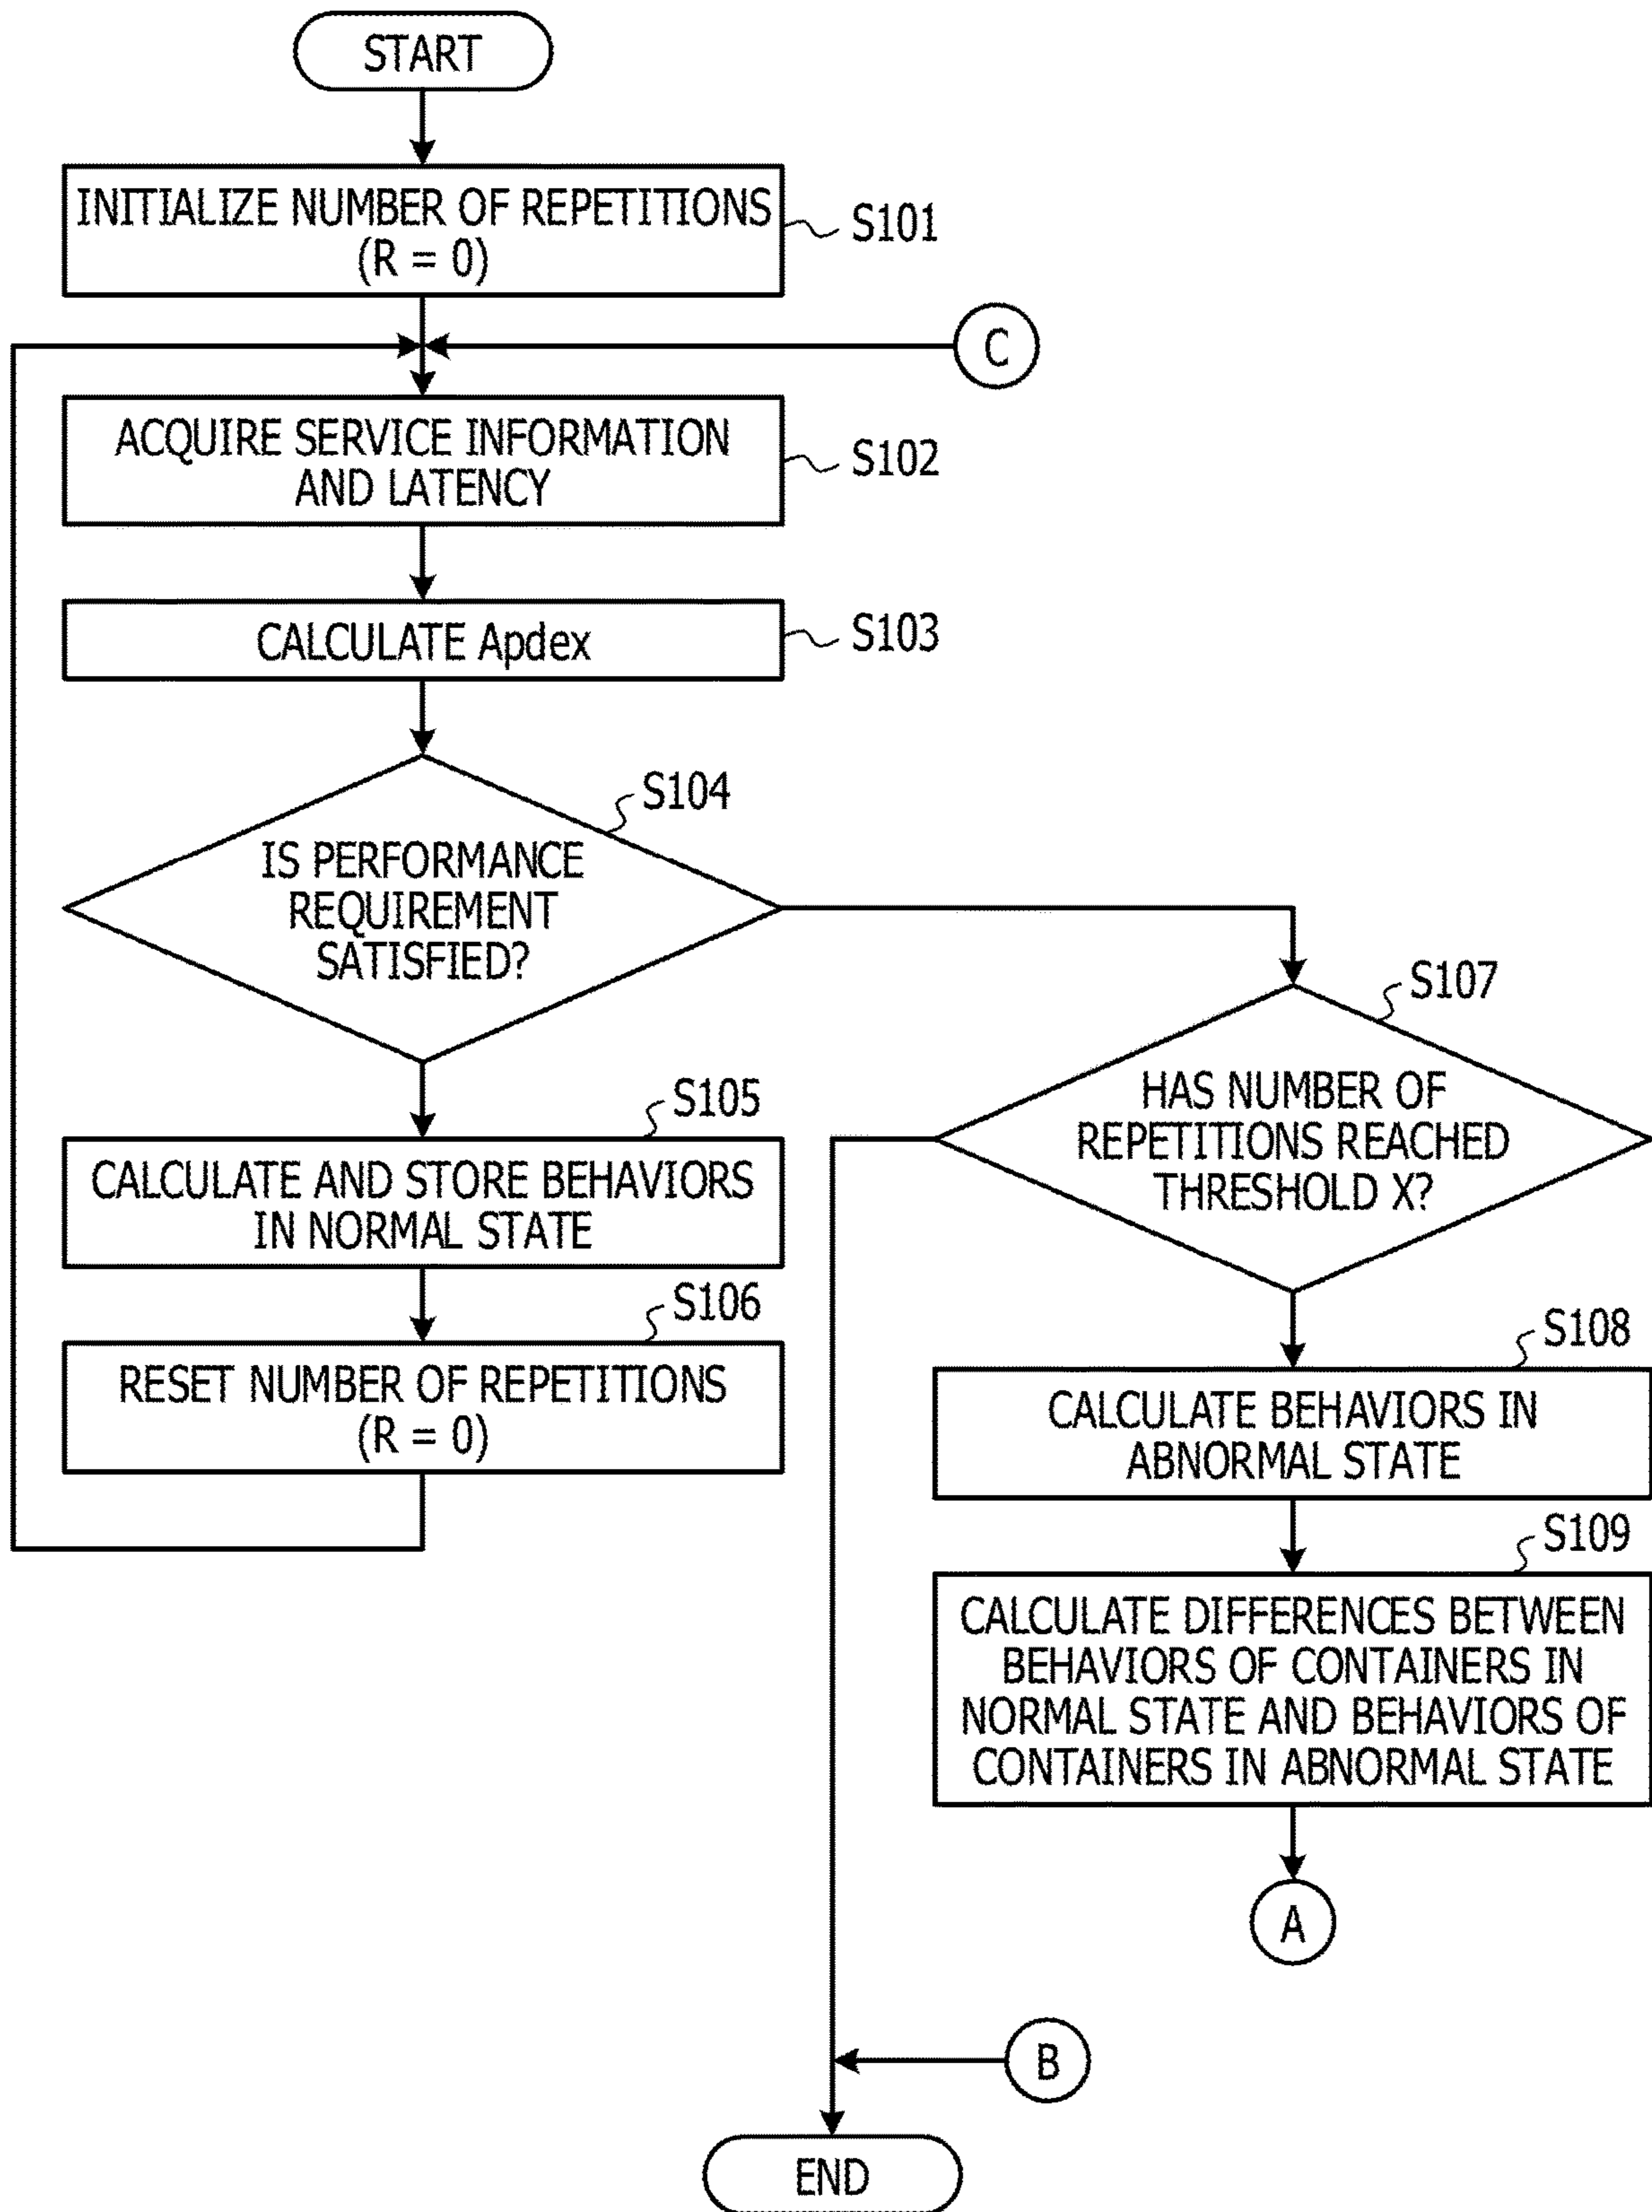 START
INITIALIZE NUMBER OF REPETITIONS
(R = 0)
S101
C
ACQUIRE SERVICE INFORMATION
AND LATENCY
S102
CALCULATE Apdex
S103
S104
IS PERFORMANCE
REQUIREMENT
SATISFIED?
S105
CALCULATE AND STORE BEHAVIORS
IN NORMAL STATE
S106
RESET NUMBER OF REPETITIONS
(R = 0)
S107
HAS NUMBER OF
REPETITIONS REACHED
THRESHOLD X?
S108
CALCULATE BEHAVIORS IN
ABNORMAL STATE
S109
CALCULATE DIFFERENCES BETWEEN
BEHAVIORS OF CONTAINERS IN
NORMAL STATE AND BEHAVIORS OF
CONTAINERS IN ABNORMAL STATE
A
B
END